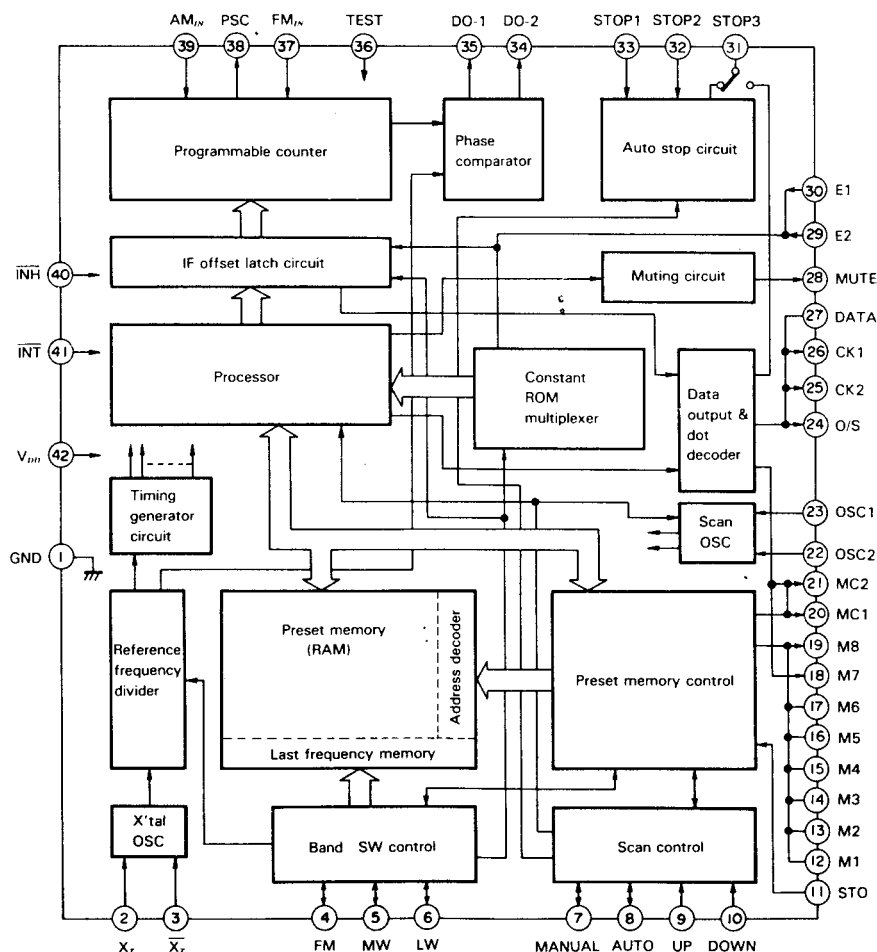 AM_IN PSC FM_IN TEST DO-1 DO-2 STOP1 STOP2 STOP3
39 38 37 36 35 34 33 32 31
Programmable counter
Phase
comparator
Auto stop circuit
30 E1
29 E2
IF offset latch circuit
Muting circuit
INH 40
28 MUTE
27 DATA
INT 41
26 CK1
Processor
Constant
ROM
multiplexer
Data
output &
dot
decoder
25 CK2
24 O/S
42
Timing
generator
circuit
Scan
OSC
23 OSC1
GND 1
22 OSC2
21 MC2
20 MC1
Reference
frequency
divider
Preset memory
(RAM)
Address decoder
Preset memory control
19 M8
18 M7
17 M6
16 M5
Last frequency memory
15 M4
14 M3
X'tal
OSC
Band SW control
Scan control
13 M2
12 M1
11 STO
2 3 4 5 6 7 8 9 10
X_T X_T FM MW LW MANUAL AUTO UP DOWN